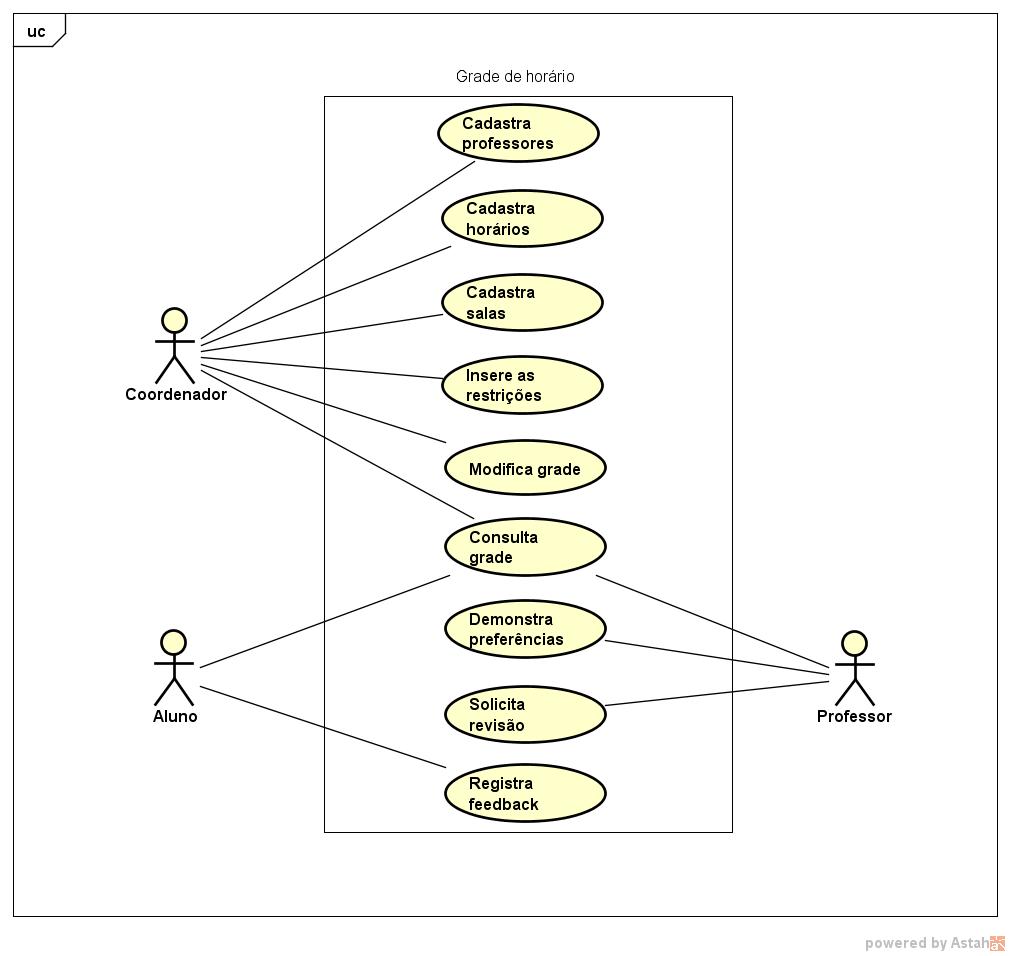 uc
Grade de horário
Cadastra
professores
Cadastra
horários
Cadastra
salas
Insere as
restrições
Coordenador
Modifica grade
Consulta
grade
Demonstra
preferências
Aluno
Professor
Solicita
revisão
Registra
feedback
powered by Astah